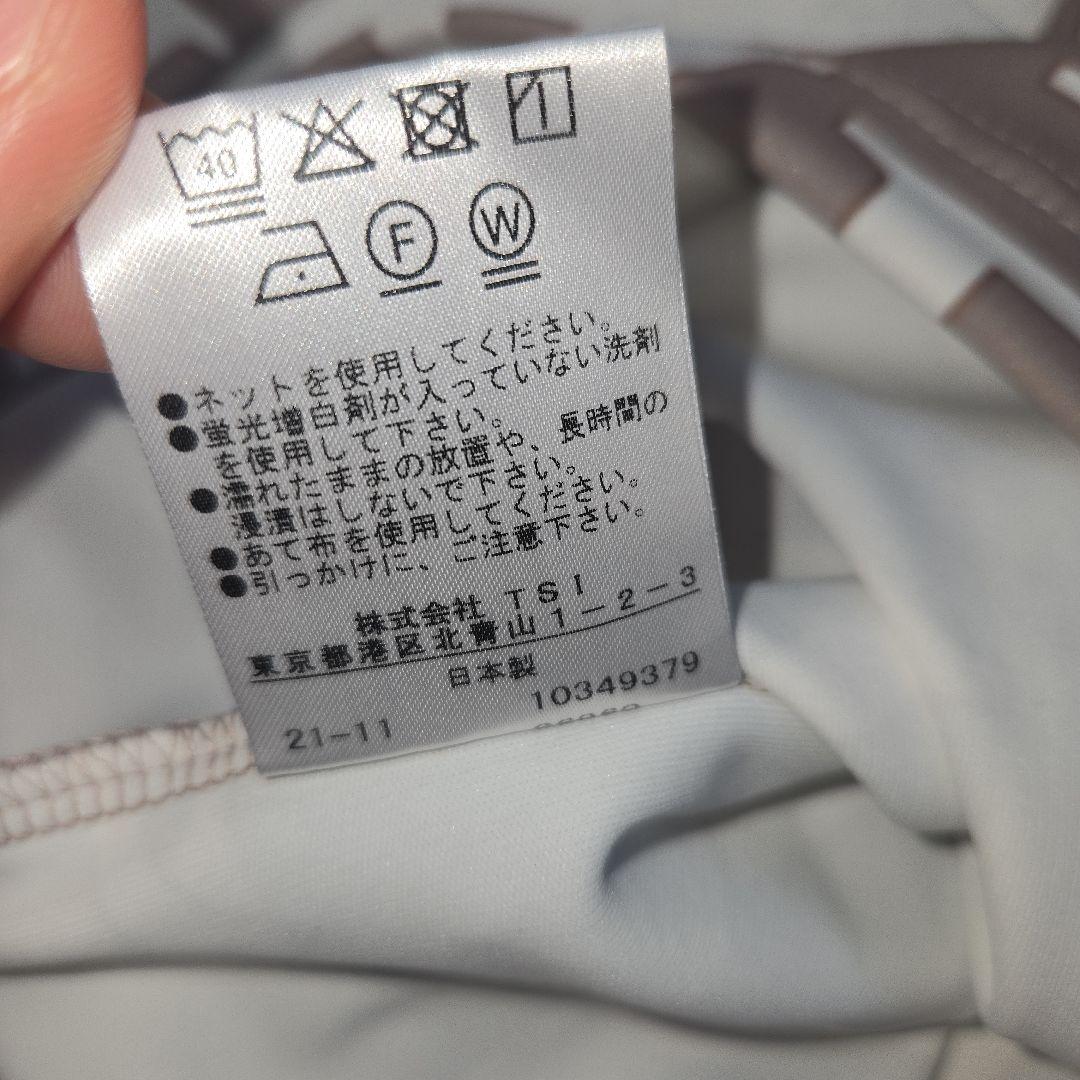 40
1
F
W
●ネットを使用してください。
●蛍光増白剤が入っていない洗剤
を使用して下さい。
●濡れたままの放置や、長時間の
浸漬はしないで下さい。
●あて布を使用してください。
●引っかけに、ご注意下さい。
株式会社 TSI
東京都港区北青山1-2-3
日本製
10349379
21-11